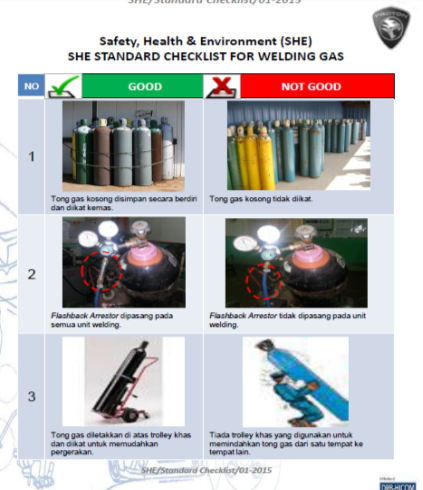 SHE/Standard Checklist/01-2015
PROTON
Safety, Health & Environment (SHE)
SHE STANDARD CHECKLIST FOR WELDING GAS
NO GOOD NOT GOOD
1
Tong gas kosong disimpan secara berdiri
dan diikat kemas.
Tong gas kosong tidak diikat.
2
Flashback Arrestor dipasang pada
semua unit welding.
Flashback Arrestor tidak dipasang pada unit
welding.
3
Tong gas diletakkan di atas trolley khas
dan diikat untuk memudahkan
pergerakan.
Tiada trolley khas yang digunakan untuk
memindahkan tong gas dari satu tempat ke
tempat lain.
SHE/Standard Checklist/01-2015
DRB-HICOM